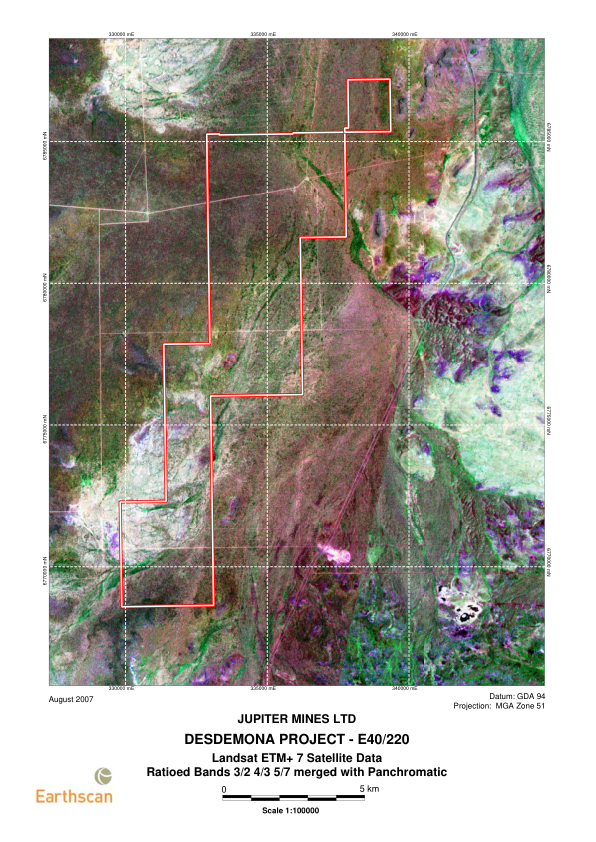 330000 mE
335000 mE
340000 mE
6785000 mN
6785000 mN
6780000 mN
6780000 mN
6775000 mN
6775000 mN
6770000 mN
6770000 mN
330000 mE
335000 mE
340000 mE
August 2007
Datum: GDA 94
Projection: MGA Zone 51
JUPITER MINES LTD
DESDEMONA PROJECT - E40/220
Landsat ETM+ 7 Satellite Data
Ratioed Bands 3/2 4/3 5/7 merged with Panchromatic
Earthscan
0
5 km
Scale 1:100000